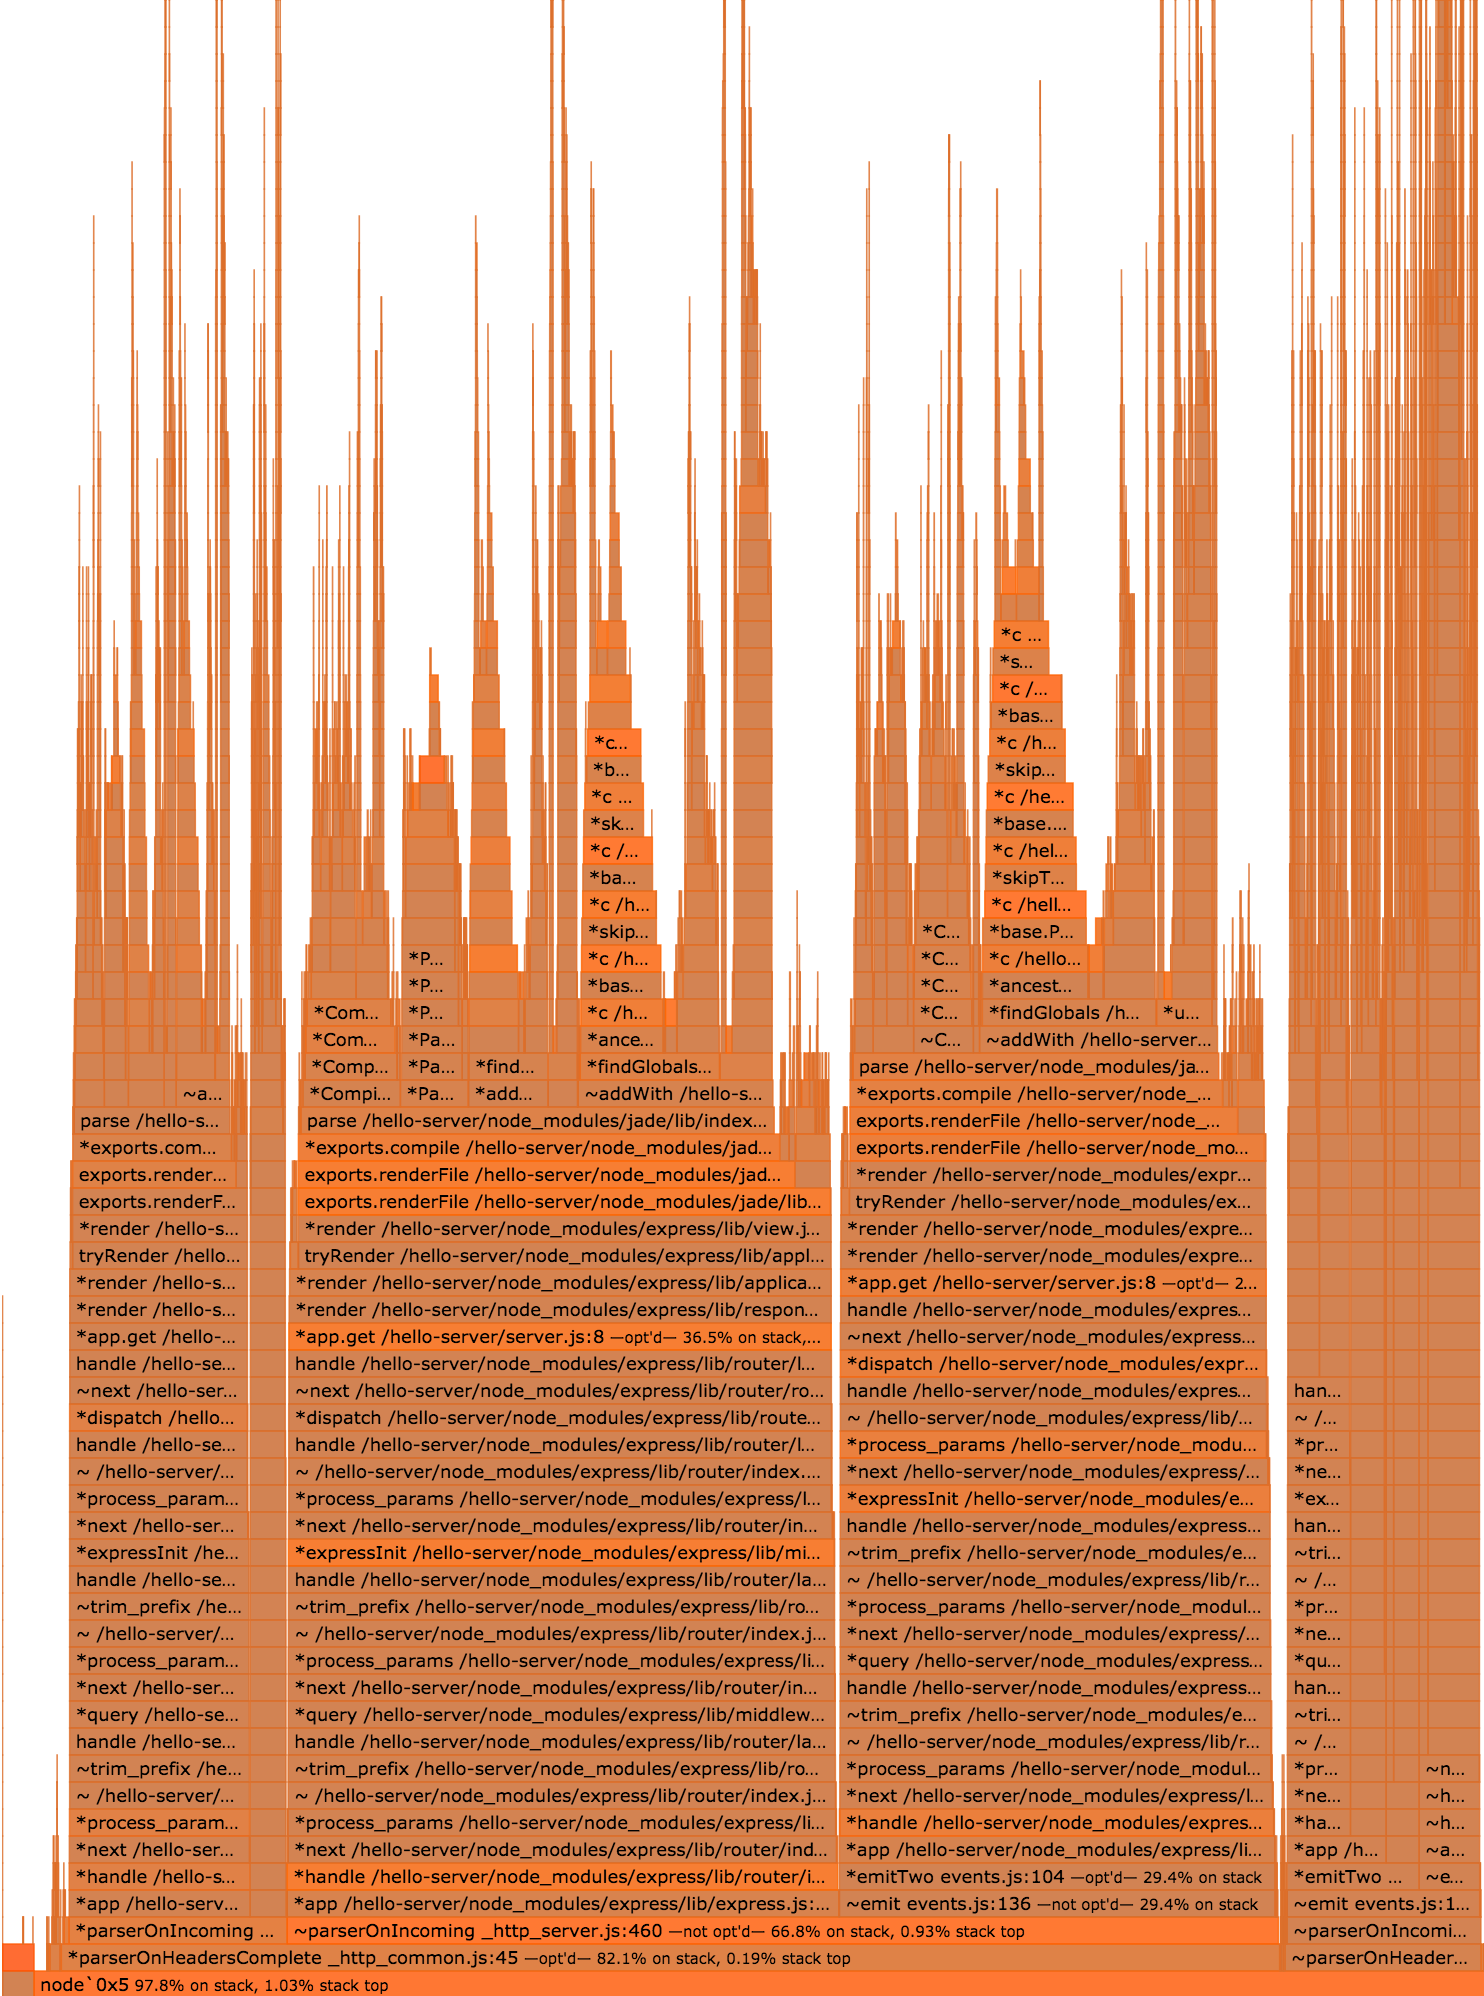 *c ...
*s...
*c /...
*bas...
*c... *c /h...
*b... *skip...
*c ... *c /he...
*sk... *base....
*c /... *c /hel...
*ba... *skipT...
*c /h... *c /hell...
*skip... *C... *base.P...
*P... *c /h... *C... *c /hello...
*P... *bas... *C... *ancest...
*Com... *P... *c /h... *C... *findGlobals /h... *u...
*Com... *Pa... *ance... ~C... ~addWith /hello-server...
*Comp... *Pa... *find... *findGlobals... parse /hello-server/node_modules/ja...
~a... *Compi... *Pa... *add... ~addWith /hello-s... *exports.compile /hello-server/node_...
parse /hello-s... parse /hello-server/node_modules/jade/lib/index... exports.renderFile /hello-server/node_...
*exports.com... *exports.compile /hello-server/node_modules/jad... exports.renderFile /hello-server/node_mo...
exports.render... exports.renderFile /hello-server/node_modules/jad... *render /hello-server/node_modules/expr...
exports.renderF... exports.renderFile /hello-server/node_modules/jade/lib... tryRender /hello-server/node_modules/ex...
*render /hello-s... *render /hello-server/node_modules/express/lib/view.j... *render /hello-server/node_modules/expre...
tryRender /hello... tryRender /hello-server/node_modules/express/lib/appl... *render /hello-server/node_modules/expre...
*render /hello-s... *render /hello-server/node_modules/express/lib/applica... *app.get /hello-server/server.js:8 —opt'd— 2...
*render /hello-s... *render /hello-server/node_modules/express/lib/respon... handle /hello-server/node_modules/expres...
*app.get /hello-... *app.get /hello-server/server.js:8 —opt'd— 36.5% on stack,... ~next /hello-server/node_modules/express...
handle /hello-se... handle /hello-server/node_modules/express/lib/router/l... *dispatch /hello-server/node_modules/expr...
~next /hello-ser... ~next /hello-server/node_modules/express/lib/router/ro... handle /hello-server/node_modules/expres... han...
*dispatch /hello... *dispatch /hello-server/node_modules/express/lib/route... ~ /hello-server/node_modules/express/lib/... ~ /...
handle /hello-se... handle /hello-server/node_modules/express/lib/router/l... *process_params /hello-server/node_modu... *pr...
~ /hello-server/... ~ /hello-server/node_modules/express/lib/router/index.... *next /hello-server/node_modules/express/... *ne...
*process_param... *process_params /hello-server/node_modules/express/l... *expressInit /hello-server/node_modules/e... *ex...
*next /hello-ser... *next /hello-server/node_modules/express/lib/router/in... handle /hello-server/node_modules/express... han...
*expressInit /he... *expressInit /hello-server/node_modules/express/lib/mi... ~trim_prefix /hello-server/node_modules/e... ~tri...
handle /hello-se... handle /hello-server/node_modules/express/lib/router/la... ~ /hello-server/node_modules/express/lib/r... ~ /...
~trim_prefix /he... ~trim_prefix /hello-server/node_modules/express/lib/ro... *process_params /hello-server/node_modul... *pr...
~ /hello-server/... ~ /hello-server/node_modules/express/lib/router/index.j... *next /hello-server/node_modules/express/... *ne...
*process_param... *process_params /hello-server/node_modules/express/li... *query /hello-server/node_modules/express... *qu...
*next /hello-ser... *next /hello-server/node_modules/express/lib/router/in... handle /hello-server/node_modules/express... han...
*query /hello-se... *query /hello-server/node_modules/express/lib/middlew... ~trim_prefix /hello-server/node_modules/e... ~tri...
handle /hello-se... handle /hello-server/node_modules/express/lib/router/la... ~ /hello-server/node_modules/express/lib/r... ~ /...
~trim_prefix /he... ~trim_prefix /hello-server/node_modules/express/lib/ro... *process_params /hello-server/node_modul... *pr... ~n...
~ /hello-server/... ~ /hello-server/node_modules/express/lib/router/index.j... *next /hello-server/node_modules/express/l... *ne... ~h...
*process_param... *process_params /hello-server/node_modules/express/li... *handle /hello-server/node_modules/expres... *ha... ~h...
*next /hello-ser... *next /hello-server/node_modules/express/lib/router/ind... *app /hello-server/node_modules/express/li... *app /h... ~a...
*handle /hello-s... *handle /hello-server/node_modules/express/lib/router/i... *emitTwo events.js:104 —opt'd— 29.4% on stack *emitTwo ... ~e...
*app /hello-serv... *app /hello-server/node_modules/express/lib/express.js:... ~emit events.js:136 —not opt'd— 29.4% on stack ~emit events.js:1...
*parserOnIncoming ... ~parserOnIncoming _http_server.js:460 —not opt'd— 66.8% on stack, 0.93% stack top ~parserOnIncomi...
*parserOnHeadersComplete _http_common.js:45 —opt'd— 82.1% on stack, 0.19% stack top ~parserOnHeader...
node`0x5 97.8% on stack, 1.03% stack top